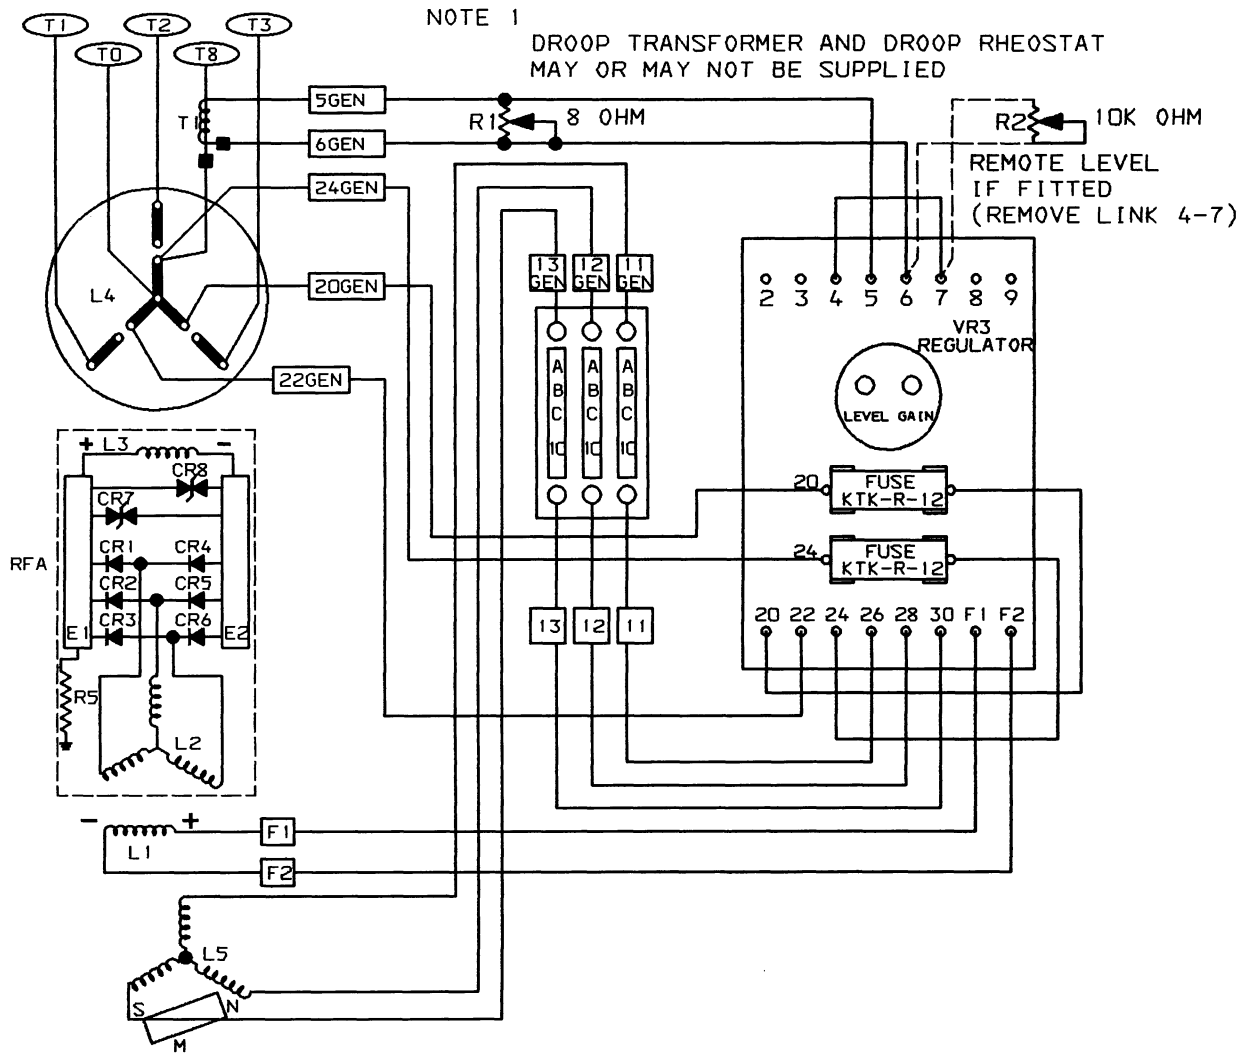 T1
T2
T3
T0
T8
NOTE 1
DROOP TRANSFORMER AND DROOP RHEOSTAT
MAY OR MAY NOT BE SUPPLIED
5GEN
T1
R1
8 OHM
R2
10K OHM
6GEN
REMOTE LEVEL
IF FITTED
(REMOVE LINK 4-7)
24GEN
L4
20GEN
13
GEN
12
GEN
11
GEN
2 3 4 5 6 7 8 9
VR3
REGULATOR
22GEN
A
B
C
10
A
B
C
10
A
B
C
10
LEVEL GAIN
+ L3 -
CR8
CR7
20
FUSE
KTK-R-12
RFA
CR1
CR4
24
FUSE
KTK-R-12
CR2
CR5
CR3
CR6
E1
E2
13
12
11
20 22 24 26 28 30 F1 F2
R5
L2
- +
L1
F1
F2
L5
S
N
M